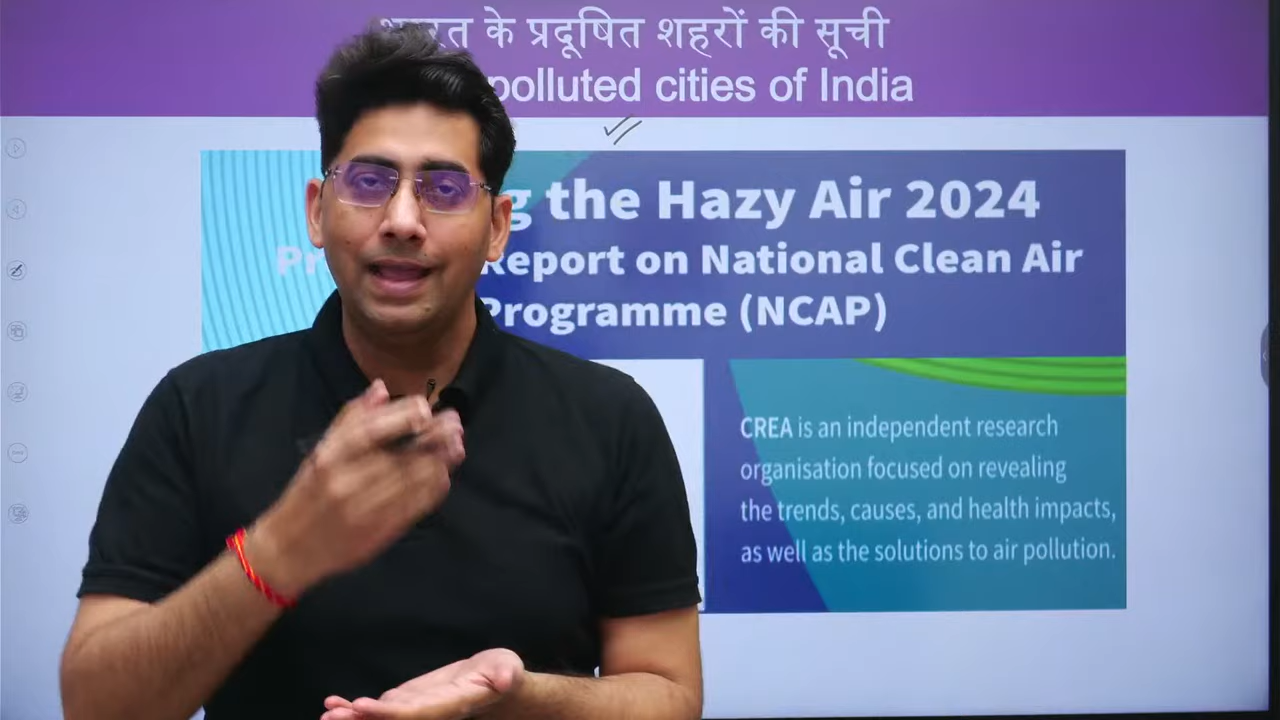 के प्रदूषित शहरों की सूची
polluted cities of India
the Hazy Air 2024
Report on National Clean Air
Programme (NCAP)
CREA is an independent research
organisation focused on revealing
the trends, causes, and health impacts,
as well as the solutions to air pollution.